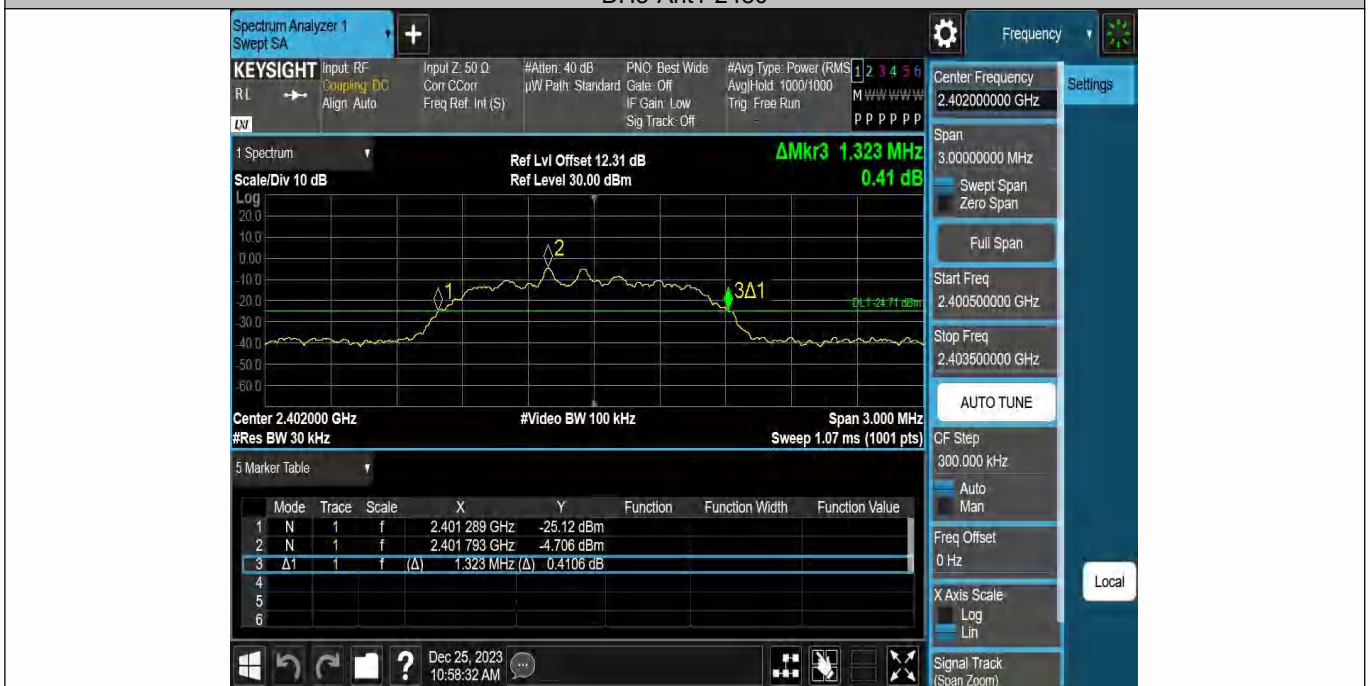 Spectrum Analyzer 1
Swept SA
+
Frequency
KEYSIGHT
RL
LXI
Input: RF
Coupling: DC
Align: Auto
Input Z: 50 Ω
Corr CCorr
Freq Ref: Int (S)
#Atten: 40 dB
µW Path: Standard
PNO: Best Wide
Gate: Off
IF Gain: Low
Sig Track: Off
#Avg Type: Power (RMS
Avg|Hold: 1000/1000
Trig: Free Run
1 2 3 4 5 6
M W W W W W
P P P P P P
1 Spectrum
Scale/Div 10 dB
Ref Lvl Offset 12.31 dB
Ref Level 30.00 dBm
ΔMkr3 1.323 MHz
0.41 dB
Log
20.0
10.0
0.00
-10.0
-20.0
-30.0
-40.0
-50.0
-60.0
1
2
3Δ1
DL1 -24.71 dBm
Center 2.402000 GHz
#Res BW 30 kHz
#Video BW 100 kHz
Span 3.000 MHz
Sweep 1.07 ms (1001 pts)
5 Marker Table
Mode Trace Scale X Y Function Function Width Function Value
1 N 1 f 2.401 289 GHz -25.12 dBm
2 N 1 f 2.401 793 GHz -4.706 dBm
3 Δ1 1 f (Δ) 1.323 MHz (Δ) 0.4106 dB
4
5
6
?
Dec 25, 2023
10:58:32 AM
Center Frequency
2.402000000 GHz
Settings
Span
3.00000000 MHz
Swept Span
Zero Span
Full Span
Start Freq
2.400500000 GHz
Stop Freq
2.403500000 GHz
AUTO TUNE
CF Step
300.000 kHz
Auto
Man
Freq Offset
0 Hz
X Axis Scale
Log
Lin
Local
Signal Track
(Span Zoom)